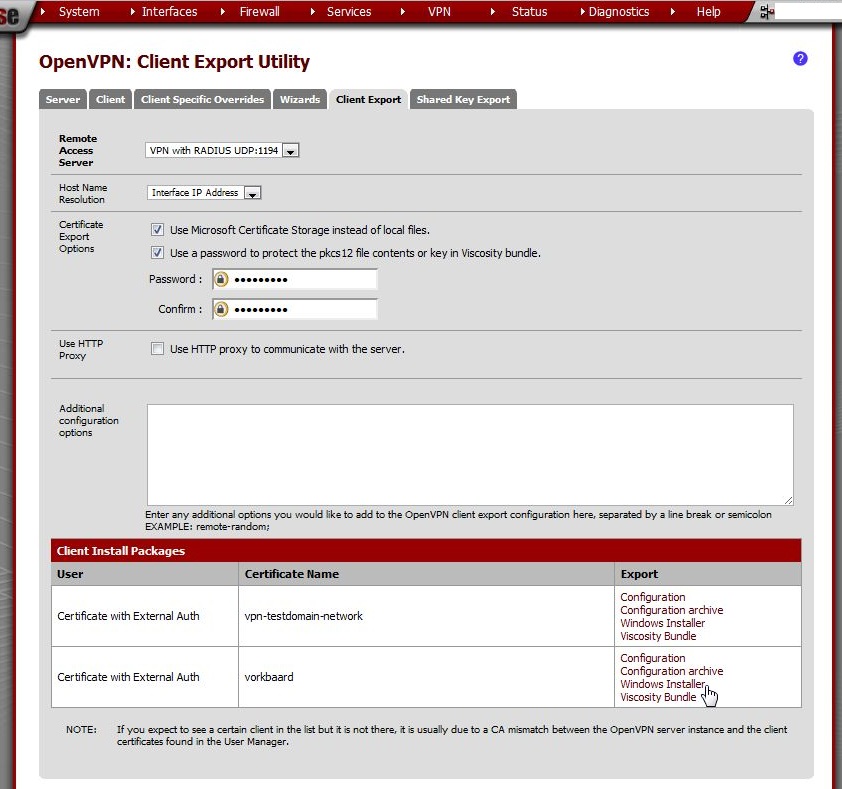 se
System Interfaces Firewall Services VPN Status Diagnostics Help
OpenVPN: Client Export Utility
?
Server Client Client Specific Overrides Wizards Client Export Shared Key Export
Remote
Access
Server
VPN with RADIUS UDP:1194
Host Name
Resolution
Interface IP Address
Certificate
Export
Options
Use Microsoft Certificate Storage instead of local files.
Use a password to protect the pkcs12 file contents or key in Viscosity bundle.
Password : •••••••••
Confirm : •••••••••
Use HTTP
Proxy
Use HTTP proxy to communicate with the server.
Additional
configuration
options
Enter any additional options you would like to add to the OpenVPN client export configuration here, separated by a line break or semicolon
EXAMPLE: remote-random;
Client Install Packages
User Certificate Name Export
Certificate with External Auth vpn-testdomain-network
Configuration
Configuration archive
Windows Installer
Viscosity Bundle
Certificate with External Auth vorkbaard
Configuration
Configuration archive
Windows Installer
Viscosity Bundle
NOTE: If you expect to see a certain client in the list but it is not there, it is usually due to a CA mismatch between the OpenVPN server instance and the client
certificates found in the User Manager.